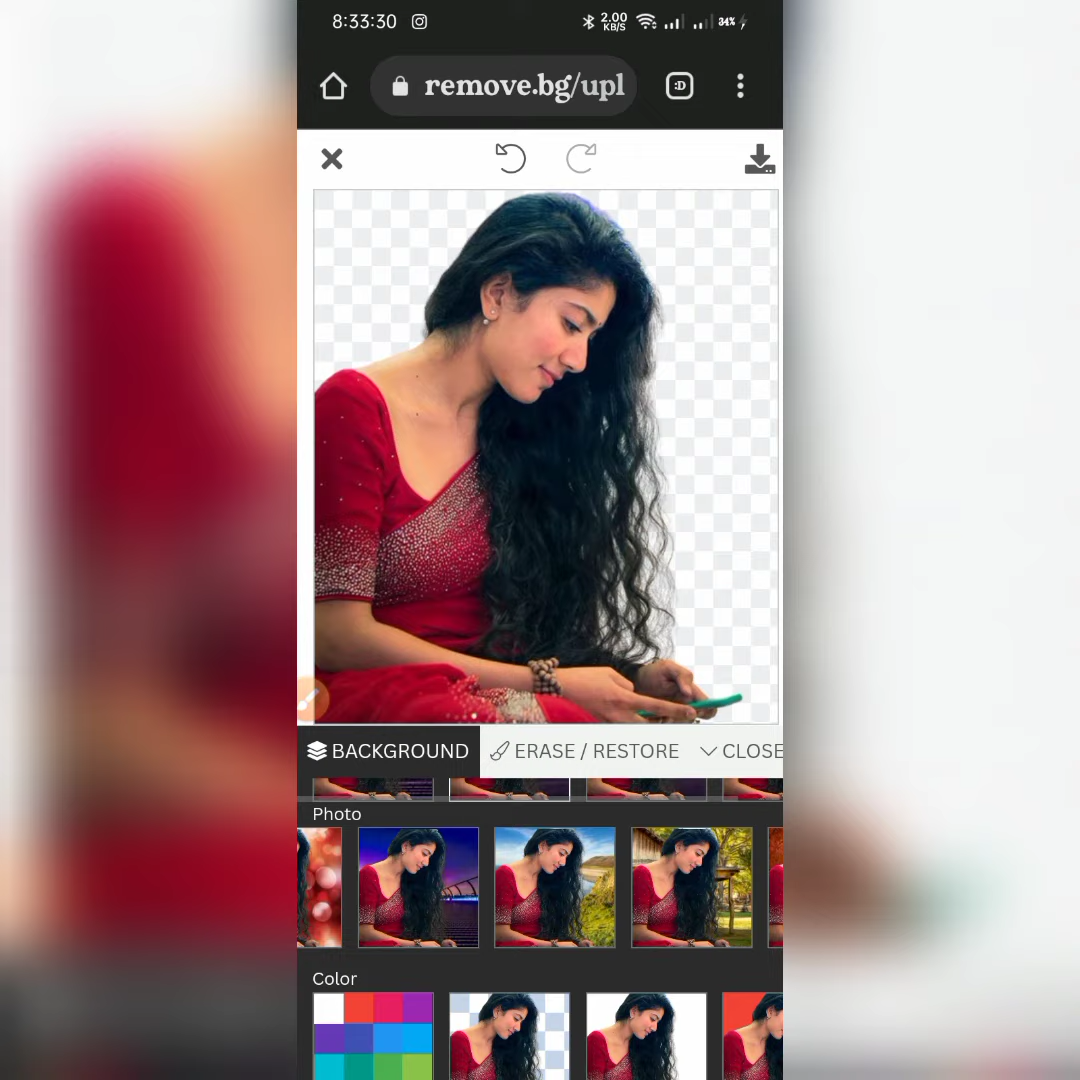 8:33:30
2.00
KB/S
34%
remove.bg/upl
:D
BACKGROUND
ERASE / RESTORE
CLOSE
Photo
Color